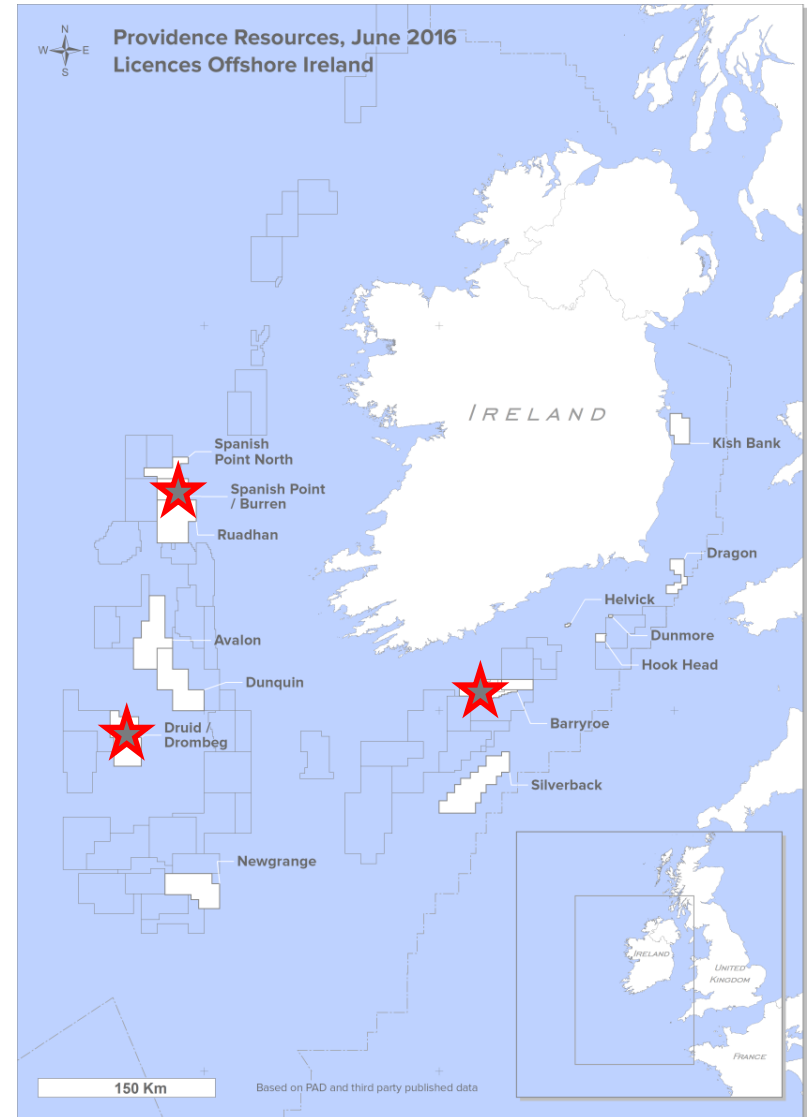 N
W E
S
Providence Resources, June 2016
Licences Offshore Ireland
IRELAND
Spanish
Point North
Spanish Point
/ Burren
Ruadhan
Kish Bank
Dragon
Helvick
Dunmore
Hook Head
Avalon
Dunquin
Druid /
Drombeg
Barryroe
Silverback
Newgrange
IRELAND
UNITED
KINGDOM
FRANCE
150 Km
Based on PAD and third party published data